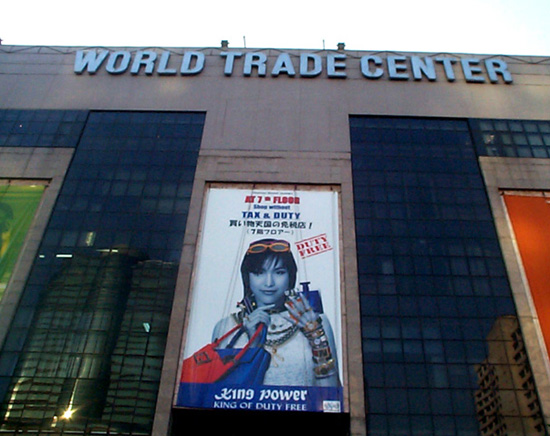 WORLD TRADE CENTER
AT 7TH FLOOR
Shop without
TAX & DUTY
買い物天国の免税店!
(7階フロアー)
DUTY
FREE
King power
KING OF DUTY FREE